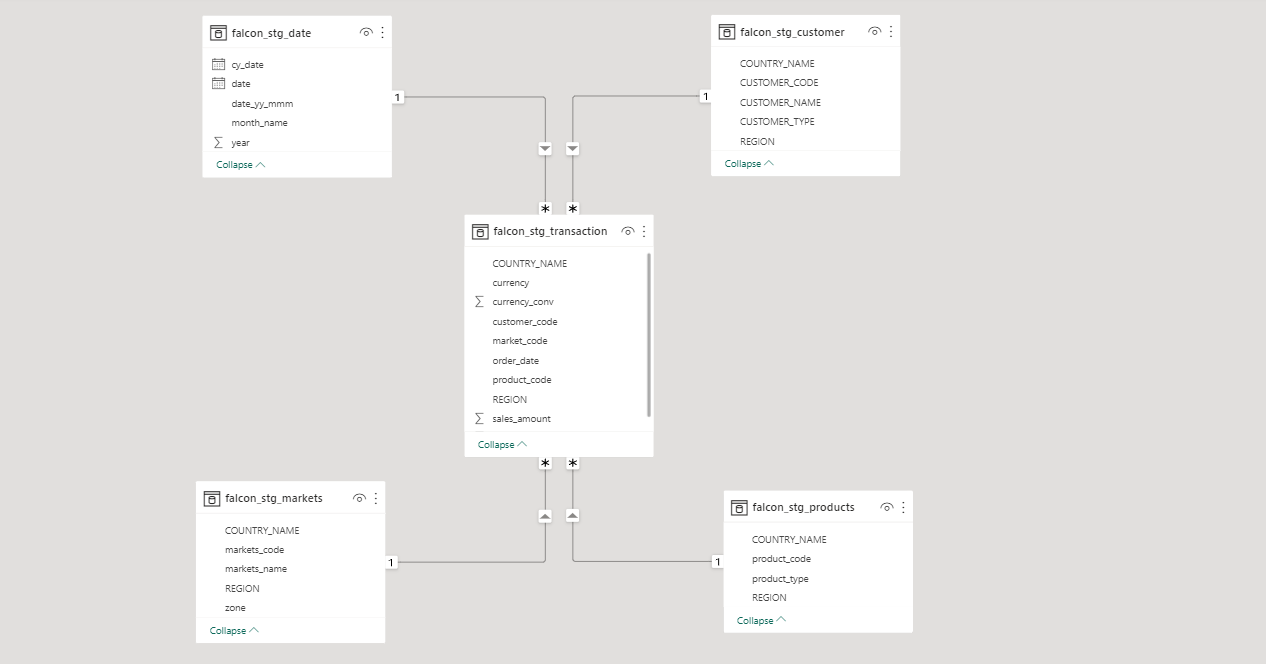 falcon_stg_date
cy_date
date
date_yy_mmm
month_name
year
Collapse
1
falcon_stg_customer
COUNTRY_NAME
CUSTOMER_CODE
CUSTOMER_NAME
CUSTOMER_TYPE
REGION
Collapse
1
* *
falcon_stg_transaction
COUNTRY_NAME
currency
currency_conv
customer_code
market_code
order_date
product_code
REGION
sales_amount
Collapse
* *
falcon_stg_markets
COUNTRY_NAME
markets_code
markets_name
REGION
zone
Collapse
1
falcon_stg_products
COUNTRY_NAME
product_code
product_type
REGION
Collapse
1